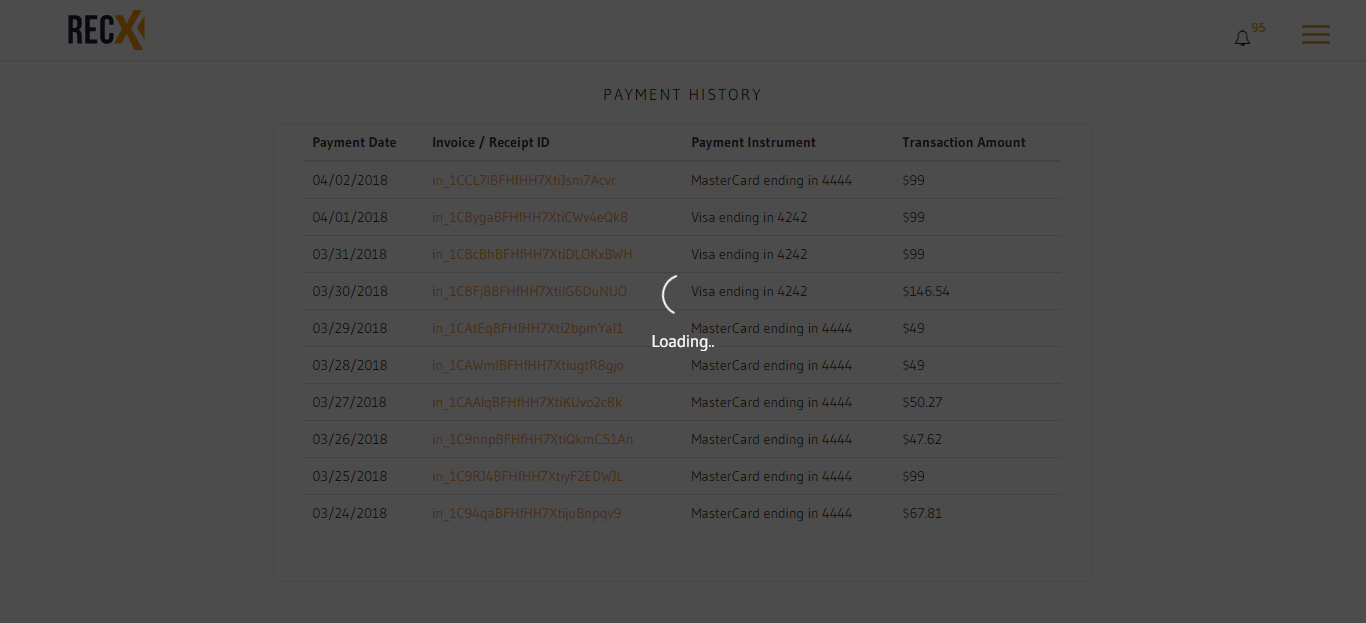 RECX
95
PAYMENT HISTORY
Payment Date Invoice / Receipt ID Payment Instrument Transaction Amount
04/02/2018 in_1CCL7lBFHfHH7XtiJsm7Acvr MasterCard ending in 4444 $99
04/01/2018 in_1CBygaBFHfHH7XtiCWv4eQk8 Visa ending in 4242 $99
03/31/2018 in_1CBcBhBFHfHH7XtiDLOKxBWH Visa ending in 4242 $99
03/30/2018 in_1CBFj8BFHfHH7XtiIG6DuNUO Visa ending in 4242 $146.54
03/29/2018 in_1CAtEqBFHfHH7Xti2bpmYal1 MasterCard ending in 4444 $49
Loading..
03/28/2018 in_1CAWmlBFHfHH7XtiugtR8gjo MasterCard ending in 4444 $49
03/27/2018 in_1CAAlqBFHfHH7XtiKUvo2c8k MasterCard ending in 4444 $50.27
03/26/2018 in_1C9nnpBFHfHH7XtiQkmC51An MasterCard ending in 4444 $47.62
03/25/2018 in_1C9RJ4BFHfHH7XtiyF2EDWJL MasterCard ending in 4444 $99
03/24/2018 in_1C94qaBFHfHH7XtijuBnpqv9 MasterCard ending in 4444 $67.81